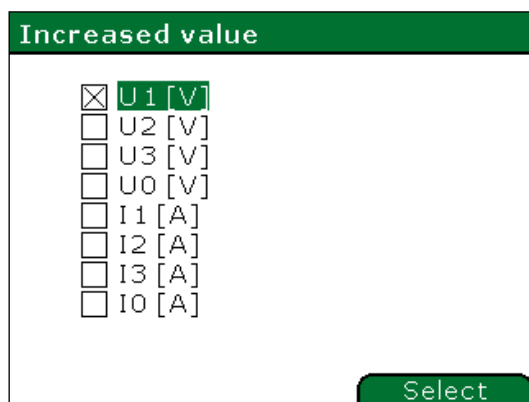 Increased value
U1 [V]
U2 [V]
U3 [V]
U0 [V]
I1 [A]
I2 [A]
I3 [A]
I0 [A]
Select